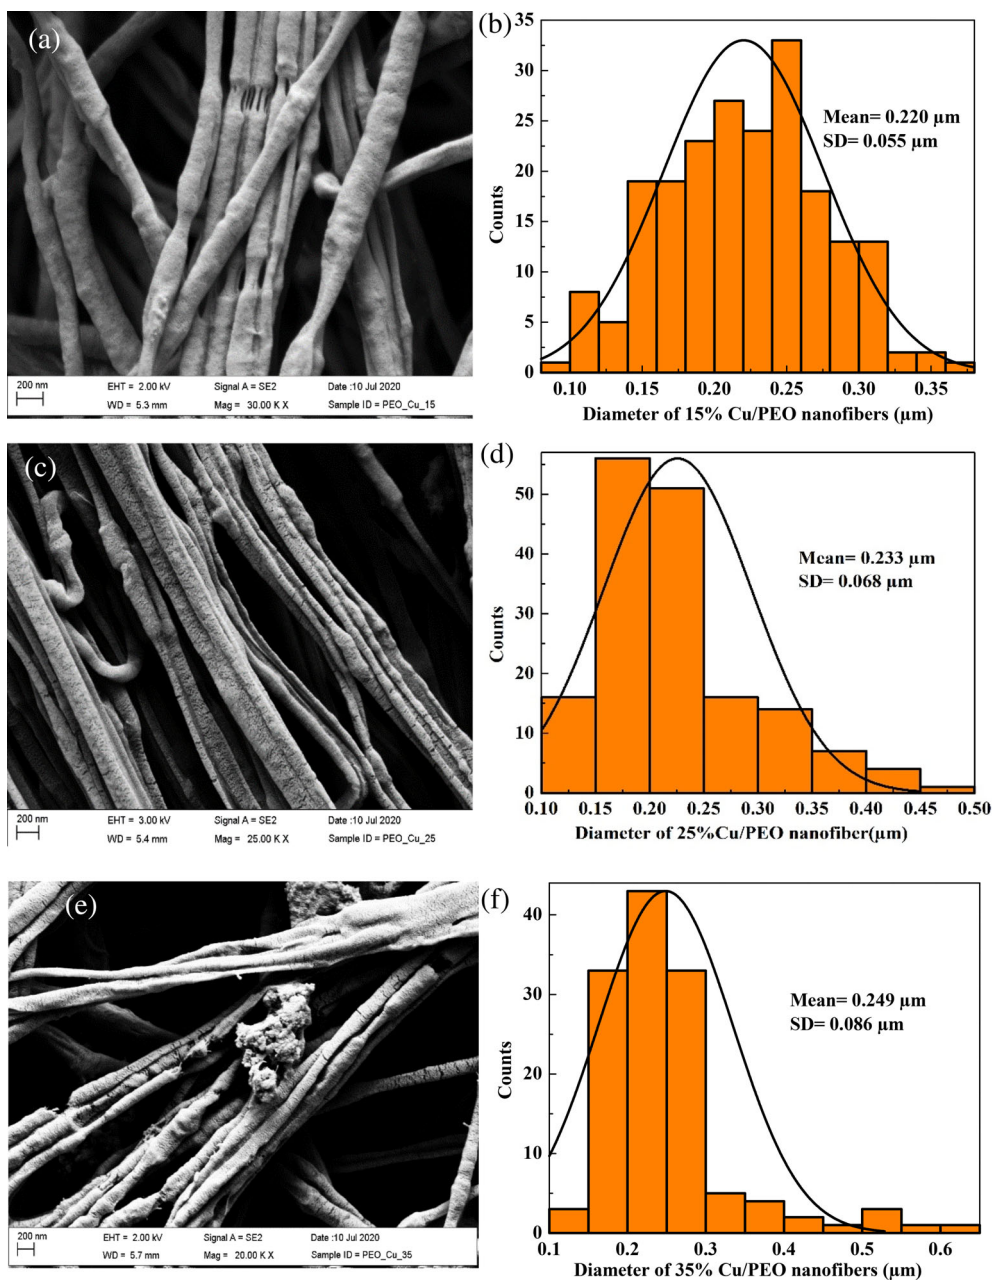 (a)
200 nm
EHT = 2.00 kV
Signal A = SE2
Date :10 Jul 2020
WD = 5.3 mm
Mag = 30.00 K X
Sample ID = PEO_Cu_15
(b)
35
30
25
20
15
10
5
0
Counts
Mean= 0.220 µm
SD= 0.055 µm
0.10 0.15 0.20 0.25 0.30 0.35
Diameter of 15% Cu/PEO nanofibers (µm)
(c)
200 nm
EHT = 3.00 kV
Signal A = SE2
Date :10 Jul 2020
WD = 5.4 mm
Mag = 25.00 K X
Sample ID = PEO_Cu_25
(d)
50
40
30
20
10
0
Counts
Mean= 0.233 µm
SD= 0.068 µm
0.10 0.15 0.20 0.25 0.30 0.35 0.40 0.45 0.50
Diameter of 25%Cu/PEO nanofiber(µm)
(e)
200 nm
EHT = 2.00 kV
Signal A = SE2
Date :10 Jul 2020
WD = 5.7 mm
Mag = 20.00 K X
Sample ID = PEO_Cu_35
(f)
40
30
20
10
0
Counts
Mean= 0.249 µm
SD= 0.086 µm
0.1 0.2 0.3 0.4 0.5 0.6
Diameter of 35% Cu/PEO nanofibers (µm)